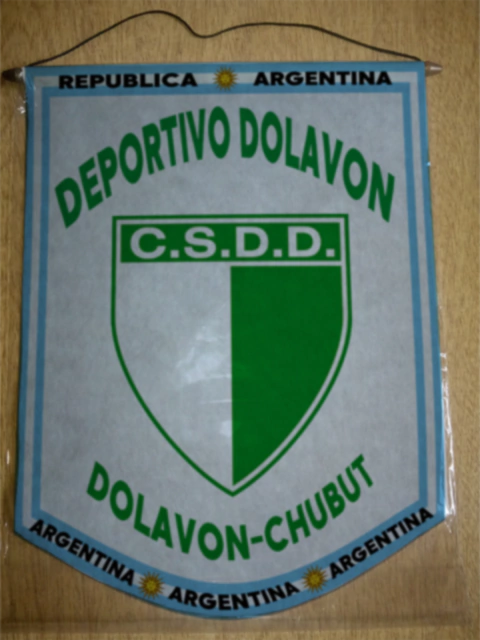 REPUBLICA ARGENTINA
DEPORTIVO DOLAVON
C.S.D.D.
DOLAVON-CHUBUT
ARGENTINA ARGENTINA ARGENTINA